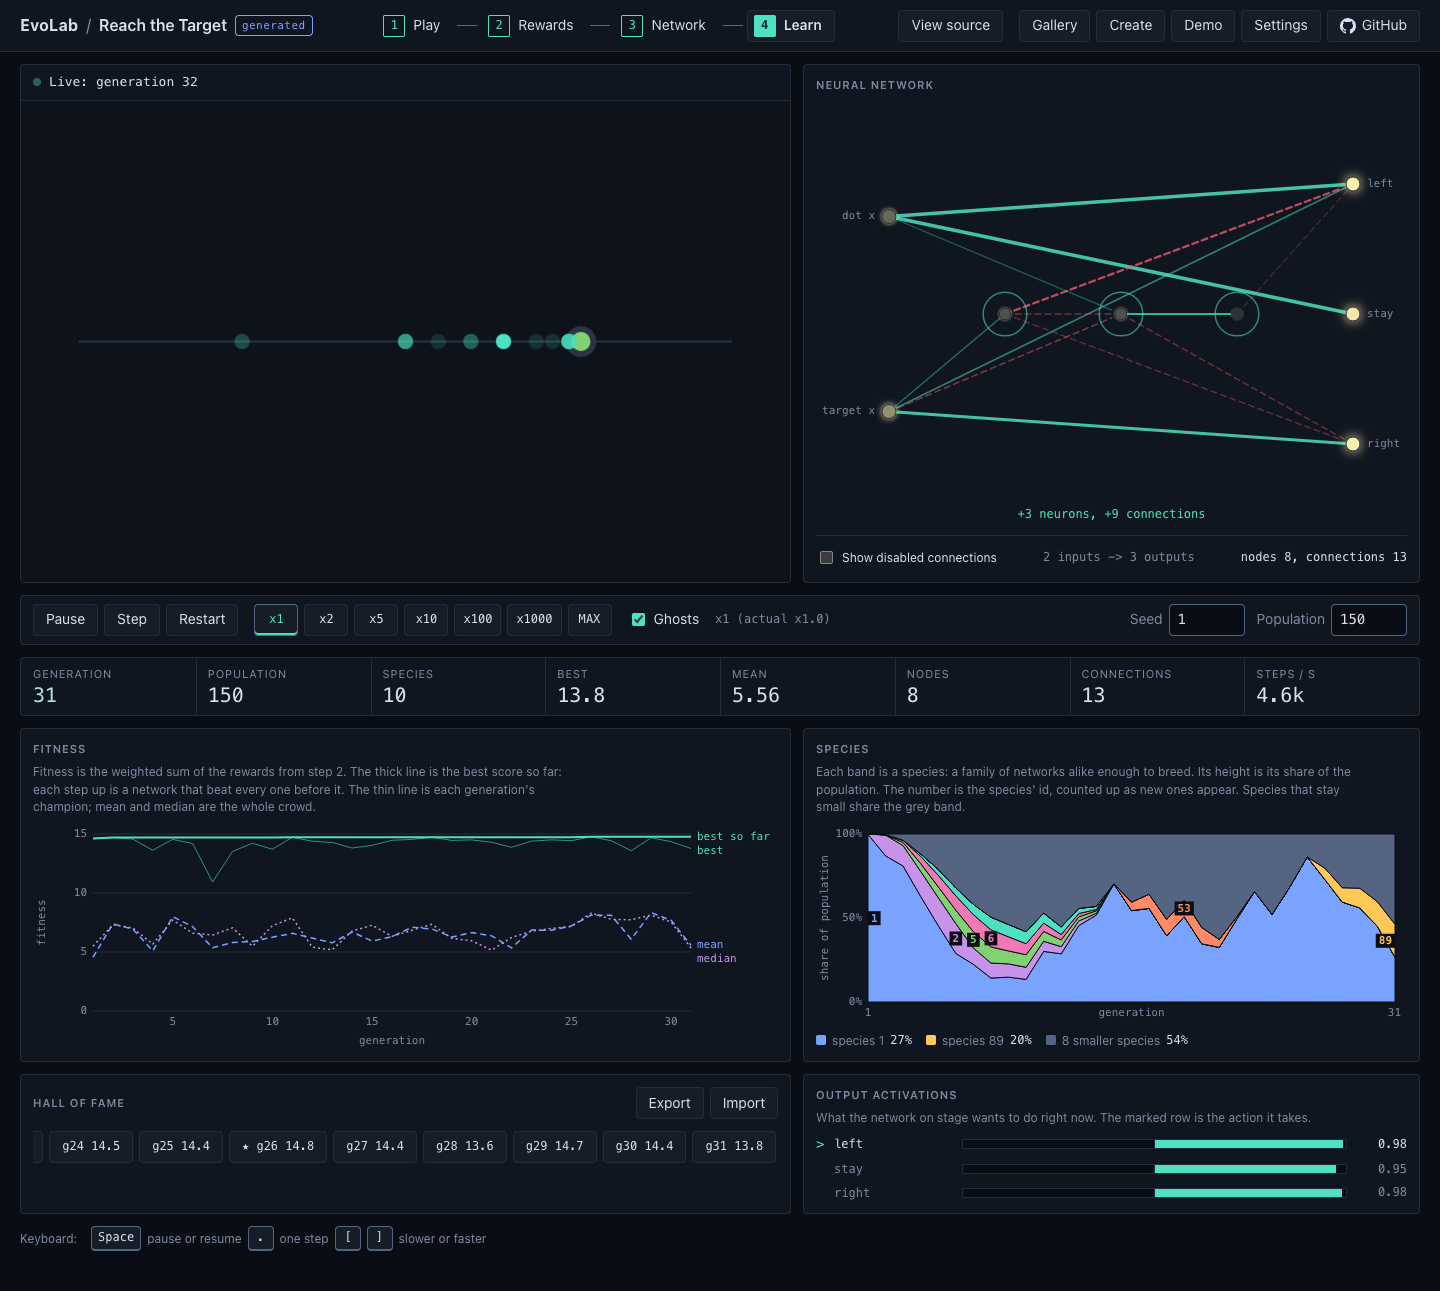 EvoLab / Reach the Target generated
1 Play
2 Rewards
3 Network
4 Learn
View source
Gallery
Create
Demo
Settings
GitHub
Live: generation 32
NEURAL NETWORK
left
dot x
stay
target x
right
+3 neurons, +9 connections
Show disabled connections
2 inputs -> 3 outputs
nodes 8, connections 13
Pause
Step
Restart
x1
x2
x5
x10
x100
x1000
MAX
Ghosts
x1 (actual x1.0)
Seed 1
Population 150
GENERATION
31
POPULATION
150
SPECIES
10
BEST
13.8
MEAN
5.56
NODES
8
CONNECTIONS
13
STEPS / S
4.6k
FITNESS
Fitness is the weighted sum of the rewards from step 2. The thick line is the best score so far:
each step up is a network that beat every one before it. The thin line is each generation's
champion; mean and median are the whole crowd.
15
10
5
0
fitness
best so far
best
mean
median
5 10 15 20 25 30
generation
SPECIES
Each band is a species: a family of networks alike enough to breed. Its height is its share of the
population. The number is the species' id, counted up as new ones appear. Species that stay
small share the grey band.
100%
50%
0%
share of population
1
2
5
6
53
89
1 generation 31
species 1 27%
species 89 20%
8 smaller species 54%
HALL OF FAME
Export
Import
g24 14.5
g25 14.4
★ g26 14.8
g27 14.4
g28 13.6
g29 14.7
g30 14.4
g31 13.8
OUTPUT ACTIVATIONS
What the network on stage wants to do right now. The marked row is the action it takes.
> left 0.98
stay 0.95
right 0.98
Keyboard: Space pause or resume . one step [ ] slower or faster